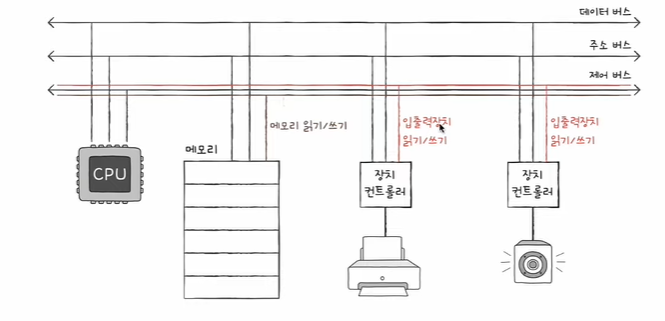 데이터 버스
주소 버스
제어 버스
메모리 읽기/쓰기
입출력장치
읽기/쓰기
입출력장치
읽기/쓰기
메모리
CPU
장치
컨트롤러
장치
컨트롤러